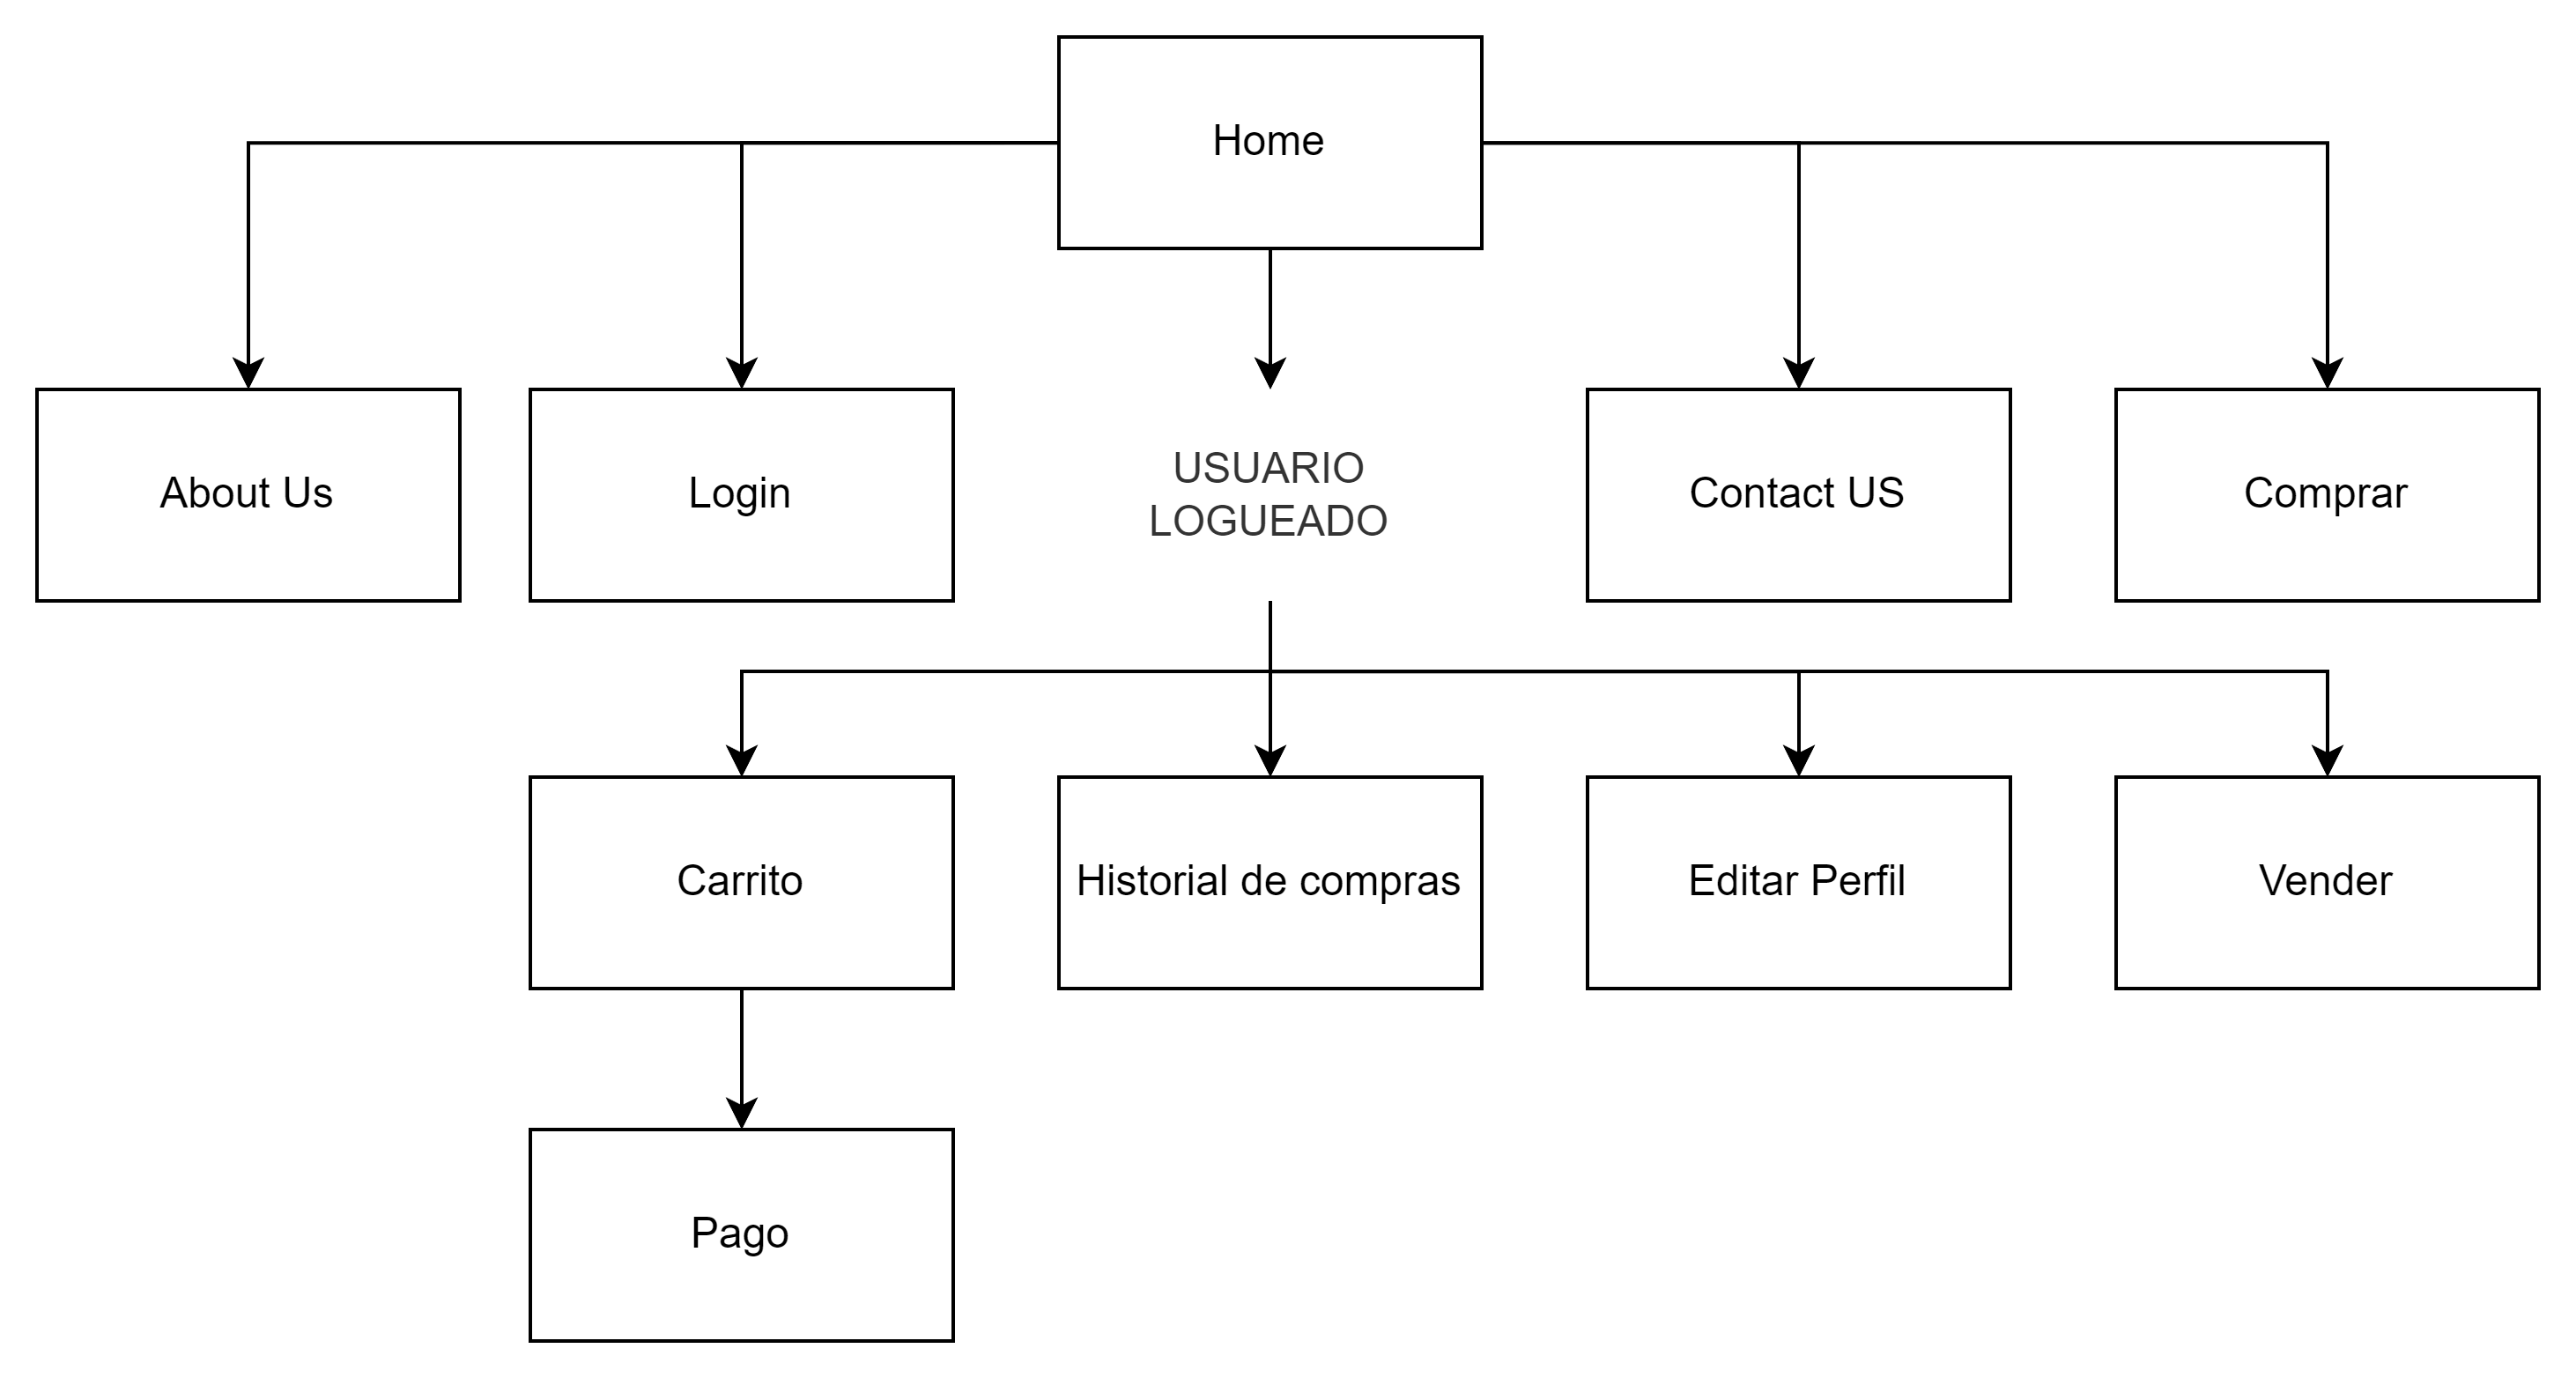 Home
About Us
Login
USUARIO
LOGUEADO
Contact US
Comprar
Carrito
Historial de compras
Editar Perfil
Vender
Pago